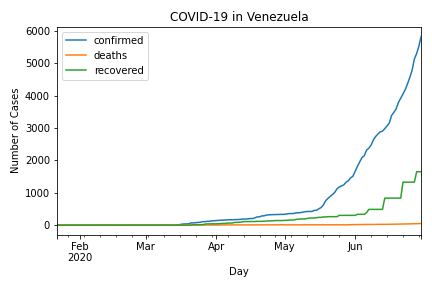 COVID-19 in Venezuela
confirmed
deaths
recovered
Number of Cases
6000
5000
4000
3000
2000
1000
0
Feb
2020
Mar
Apr
May
Jun
Day